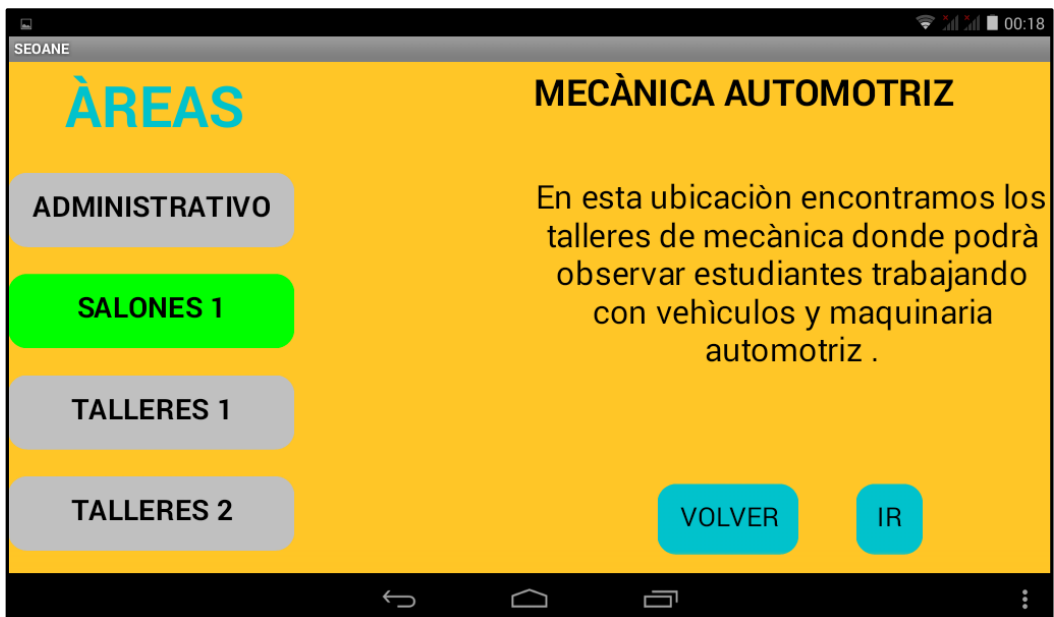 00:18
SEOANE
ÀREAS
ADMINISTRATIVO
SALONES 1
TALLERES 1
TALLERES 2
MECÀNICA AUTOMOTRIZ
En esta ubicaciòn encontramos los
talleres de mecànica donde podrà
observar estudiantes trabajando
con vehìculos y maquinaria
automotriz .
VOLVER
IR